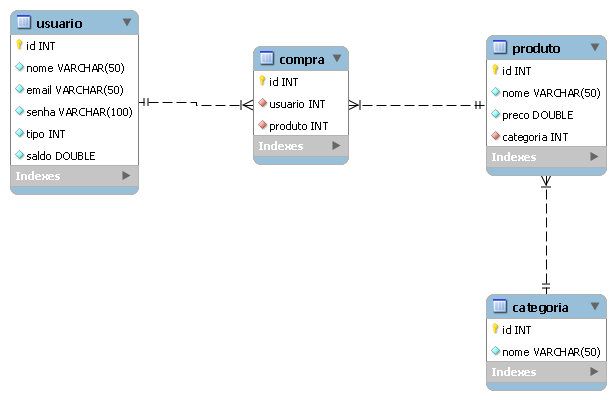 usuario
id INT
nome VARCHAR(50)
email VARCHAR(50)
senha VARCHAR(100)
tipo INT
saldo DOUBLE
Indexes
compra
id INT
usuario INT
produto INT
Indexes
produto
id INT
nome VARCHAR(50)
preco DOUBLE
categoria INT
Indexes
categoria
id INT
nome VARCHAR(50)
Indexes